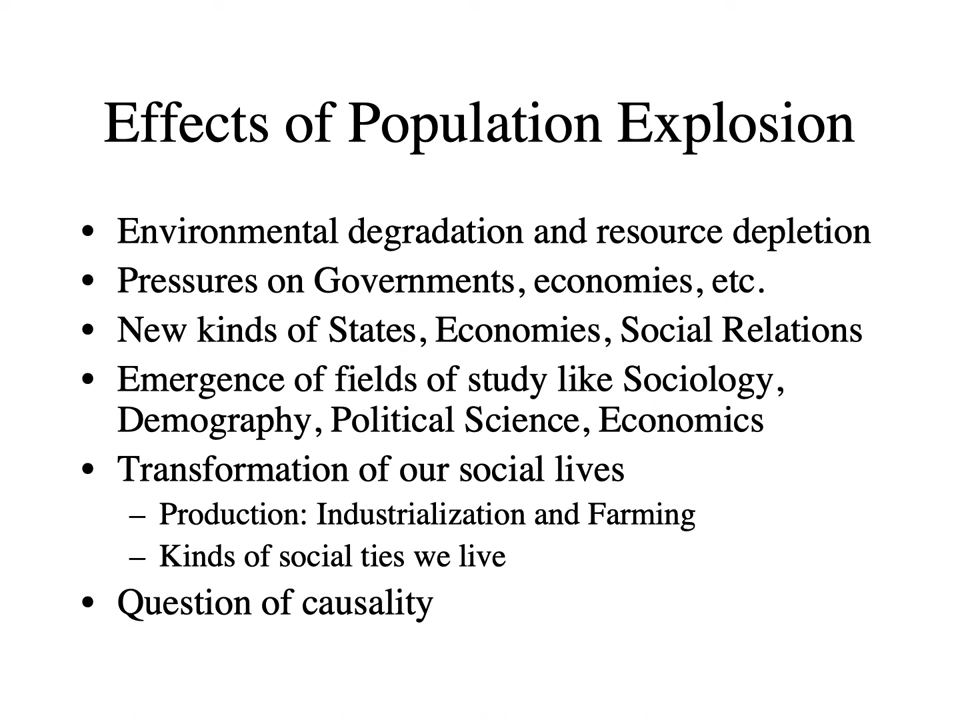 Effects of Population Explosion
• Environmental degradation and resource depletion
• Pressures on Governments, economies, etc.
• New kinds of States, Economies, Social Relations
• Emergence of fields of study like Sociology,
Demography, Political Science, Economics
• Transformation of our social lives
– Production: Industrialization and Farming
– Kinds of social ties we live
• Question of causality